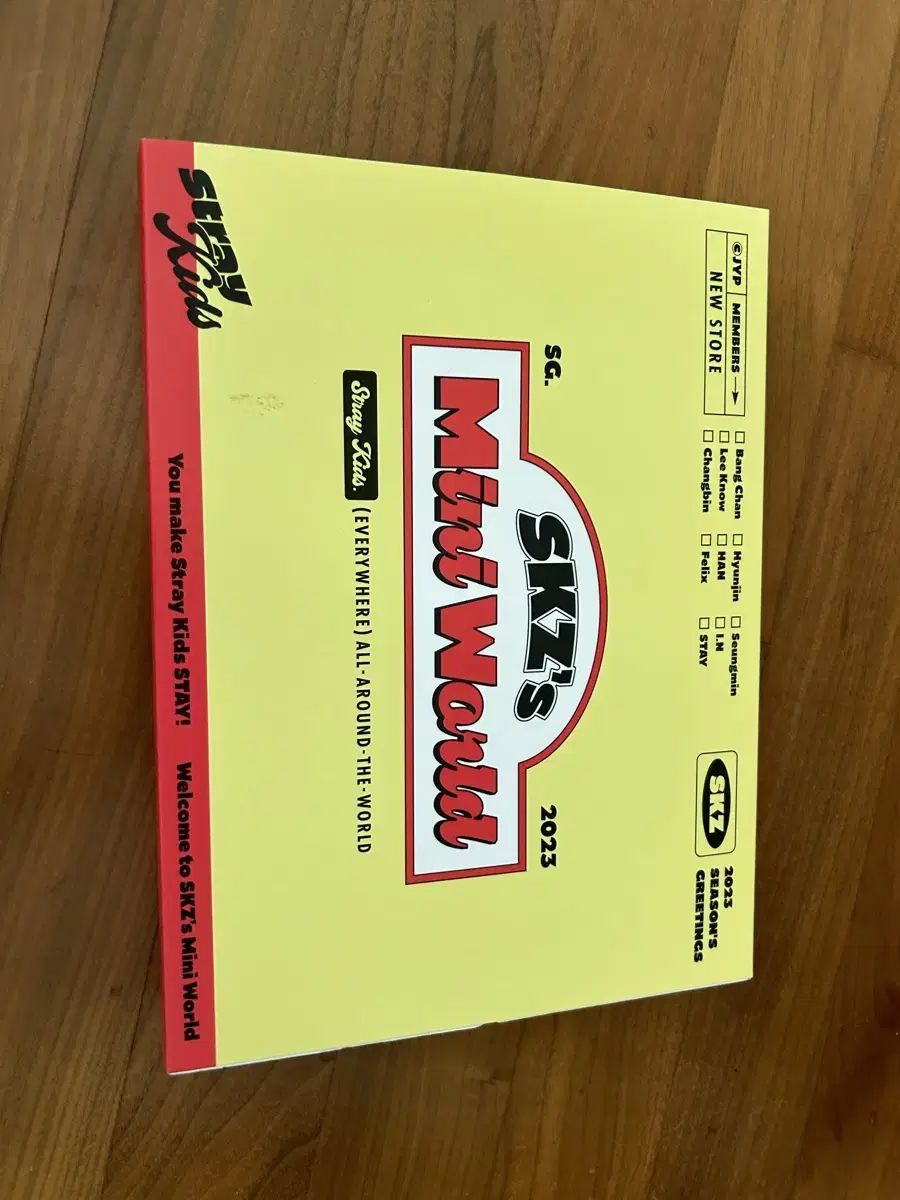 ©JYP MEMBERS →
NEW STORE
☐ Bang Chan ☐ Hyunjin ☐ Seungmin
☐ Lee Know ☐ HAN ☐ I.N
☐ Changbin ☐ Felix ☐ STAY
SKZ
2023
SEASON'S
GREETINGS
SG.
2023
SKZ's
Mini World
Stray Kids. (EVERYWHERE) ALL-AROUND-THE-WORLD
Stray
Kids
You make Stray Kids STAY! Welcome to SKZ's Mini World